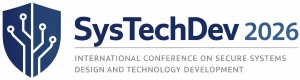 SysTechDev 2026
INTERNATIONAL CONFERENCE ON SECURE SYSTEMS
DESIGN AND TECHNOLOGY DEVELOPMENT